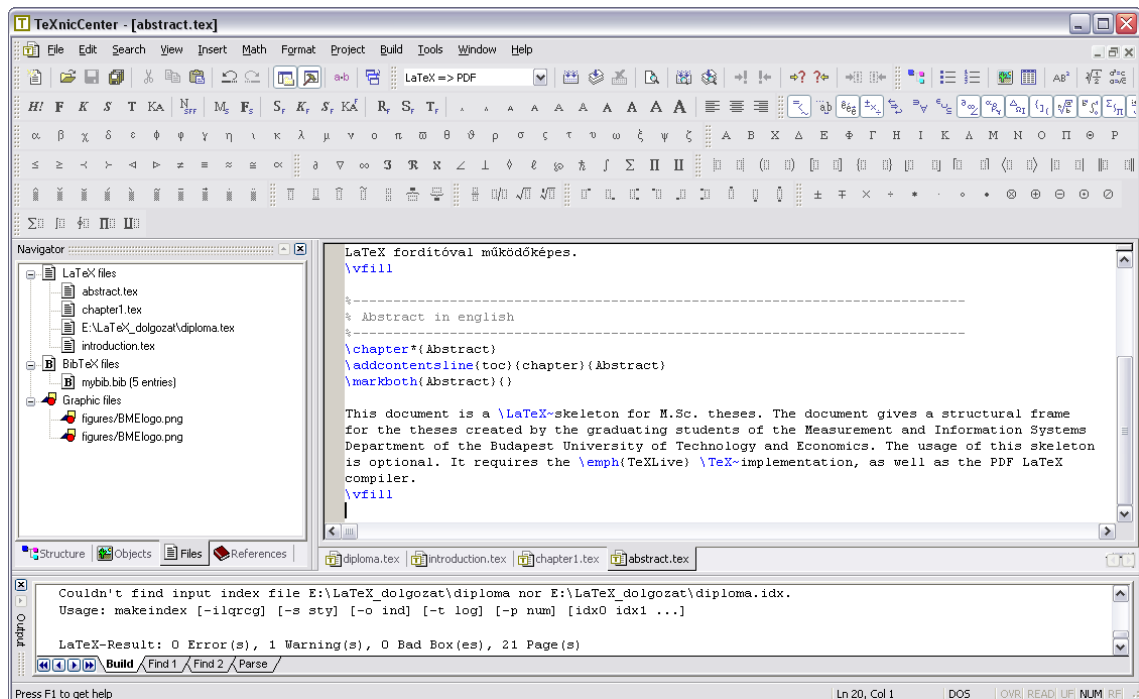 TeXnicCenter - [abstract.tex]
File Edit Search View Insert Math Format Project Build Tools Window Help
LaTeX => PDF
Navigator
LaTeX files
abstract.tex
chapter1.tex
E:\LaTeX_dolgozat\diploma.tex
introduction.tex
BibTeX files
mybib.bib (5 entries)
Graphic files
figures/BMElogo.png
figures/BMElogo.png
Structure Objects Files References
LaTeX fordítóval működőképes.
\vfill
%----------------------------------------------------------------------------
% Abstract in english
%----------------------------------------------------------------------------
\chapter*{Abstract}
\addcontentsline{toc}{chapter}{Abstract}
\markboth{Abstract}{}
This document is a \LaTeX~skeleton for M.Sc. theses. The document gives a structural frame
for the theses created by the graduating students of the Measurement and Information Systems
Department of the Budapest University of Technology and Economics. The usage of this skeleton
is optional. It requires the \emph{TeXLive} \TeX~implementation, as well as the PDF LaTeX
compiler.
\vfill
diploma.tex introduction.tex chapter1.tex abstract.tex
Output
Couldn't find input index file E:\LaTeX_dolgozat\diploma nor E:\LaTeX_dolgozat\diploma.idx.
Usage: makeindex [-ilqrcg] [-s sty] [-o ind] [-t log] [-p num] [idx0 idx1 ...]
LaTeX-Result: 0 Error(s), 1 Warning(s), 0 Bad Box(es), 21 Page(s)
Build Find 1 Find 2 Parse
Press F1 to get help Ln 20, Col 1 DOS OVR READ LF NUM RF